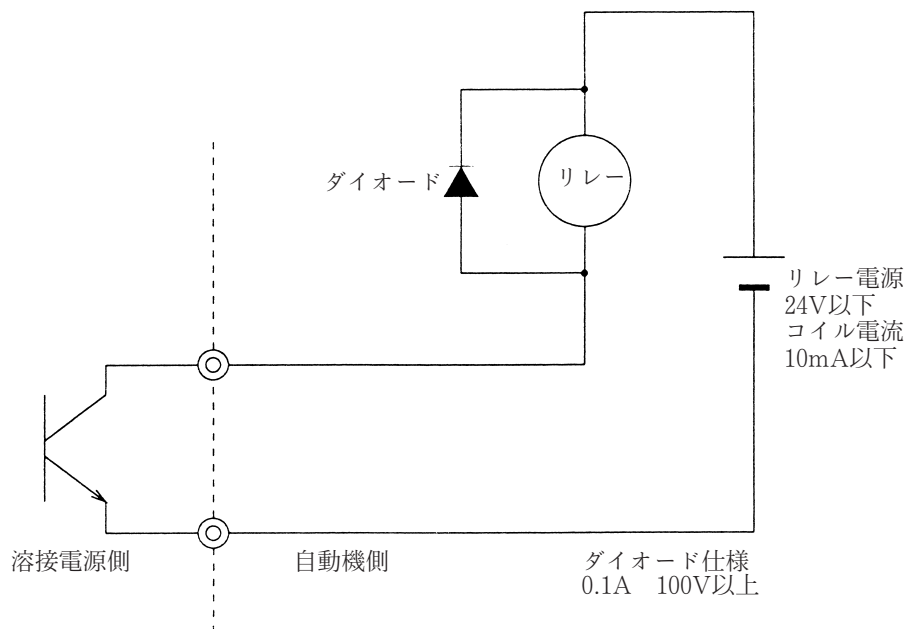 ダイオード
リレー
リレー電源
24V以下
コイル電流
10mA以下
溶接電源側
自動機側
ダイオード仕様
0.1A 100V以上